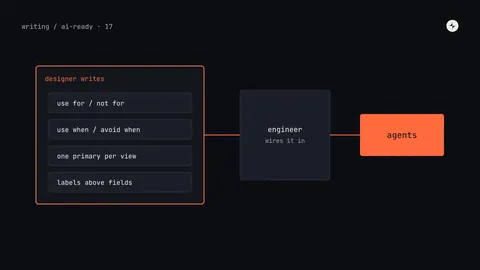 writing / ai-ready · 17
designer writes
use for / not for
use when / avoid when
one primary per view
labels above fields
engineer
wires it in
agents